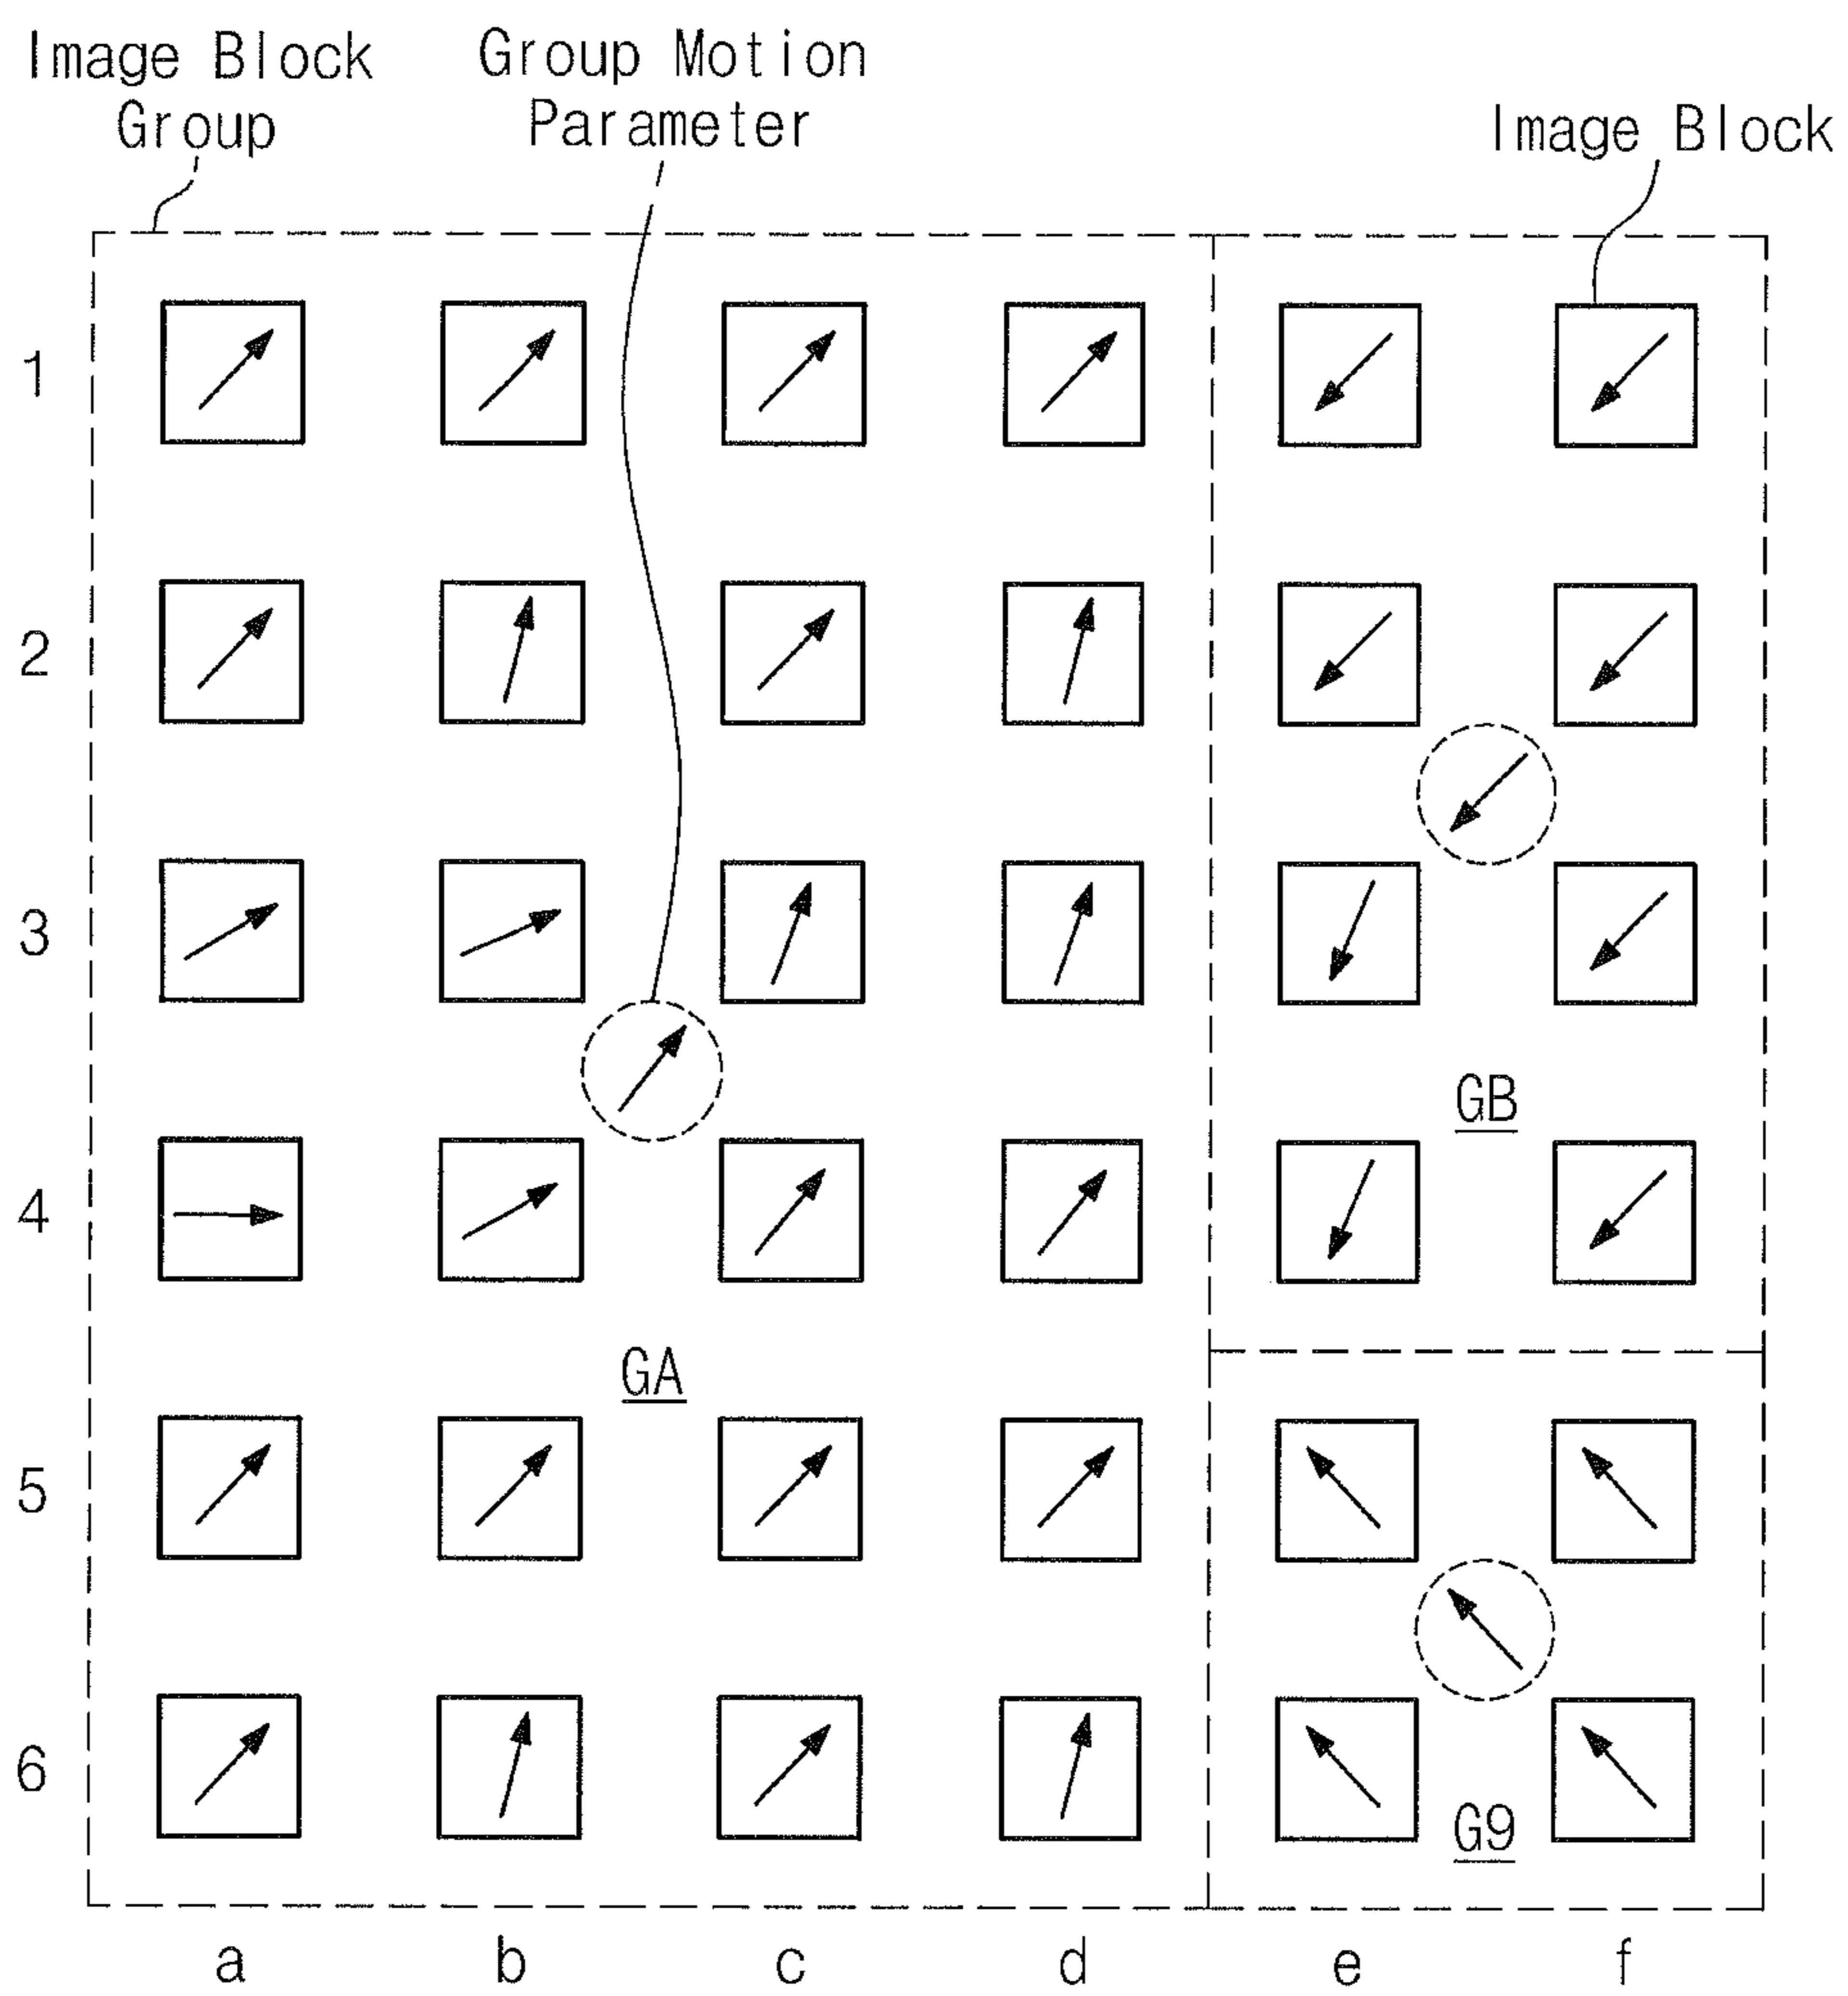 Image Block
Group
Group Motion
Parameter
Image Block
1
2
3
GB
4
GA
5
6
G9
a b c d e f